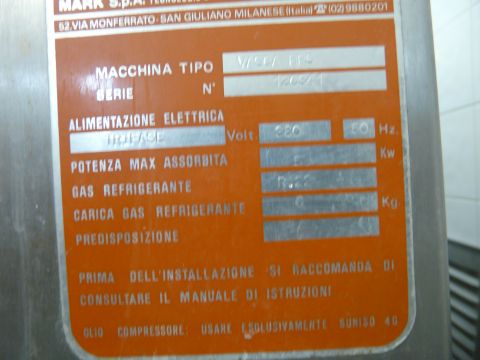 MARK S.p.A.
52.VIA MONFERRATO - SAN GIULIANO MILANESE (Italia) ☎ (02) 9880201
MACCHINA TIPO
SERIE N°
ALIMENTAZIONE ELETTRICA
Volt. 380 50 Hz.
POTENZA MAX ASSORBITA Kw
GAS REFRIGERANTE
CARICA GAS REFRIGERANTE Kg
PREDISPOSIZIONE
PRIMA DELL'INSTALLAZIONE SI RACCOMANDA DI
CONSULTARE IL MANUALE DI ISTRUZIONI
OLIO COMPRESSORE: USARE ESCLUSIVAMENTE SUNISO 4G